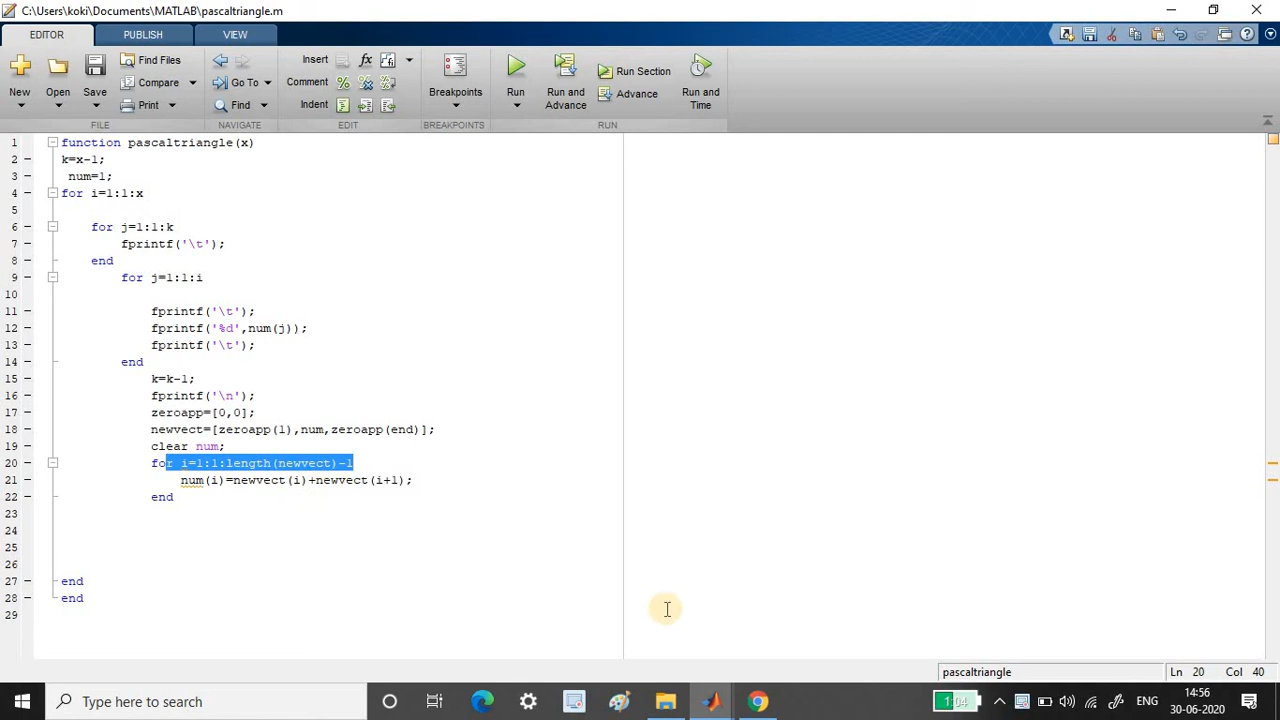 C:\Users\koki\Documents\MATLAB\pascaltriangle.m
EDITOR PUBLISH VIEW
New Open Save Find Files Compare Print
Go To Find
Insert fx
Comment % %
Indent
Breakpoints
Run Run and Advance Run Section Advance Run and Time
FILE NAVIGATE EDIT BREAKPOINTS RUN
1 function pascaltriangle(x)
2 k=x-1;
3 num=1;
4 for i=1:1:x
5
6 for j=1:1:k
7 fprintf('\t');
8 end
9 for j=1:1:i
10
11 fprintf('\t');
12 fprintf('%d',num(j));
13 fprintf('\t');
14 end
15 k=k-1;
16 fprintf('\n');
17 zeroapp=[0,0];
18 newvect=[zeroapp(1),num,zeroapp(end)];
19 clear num;
20 for i=1:1:length(newvect)-1
21 num(i)=newvect(i)+newvect(i+1);
22 end
23
24
25
26
27 end
28 end
29
pascaltriangle Ln 20 Col 40
Type here to search
1:04
ENG
14:56
30-06-2020